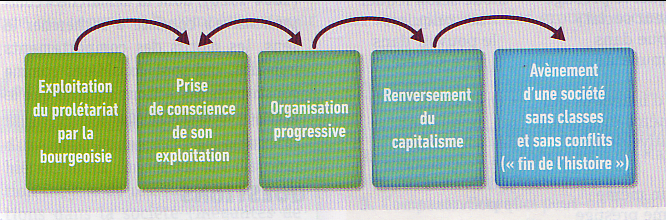 Exploitation
du prolétariat
par la
bourgeoisie
Prise
de conscience
de son
exploitation
Organisation
progressive
Renversement
du
capitalisme
Avènement
d'une société
sans classes
et sans conflits
(« fin de l'histoire »)